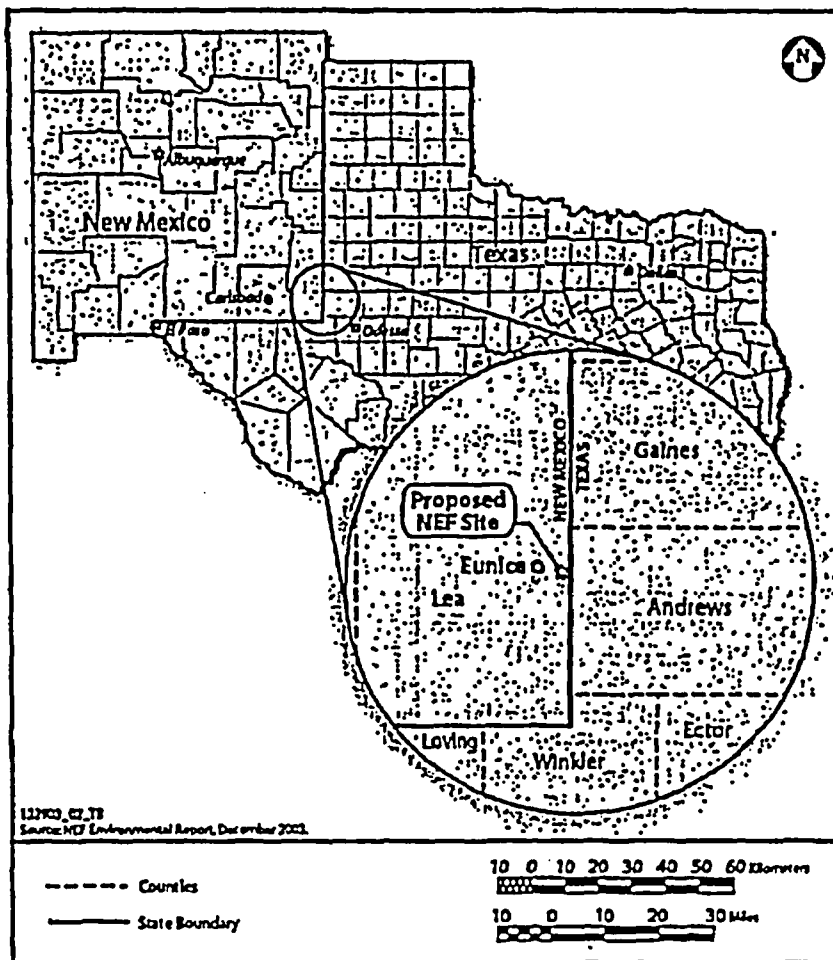 N
Albuquerque
New Mexico
Texas
Carlsbad
Odessa
NEW MEXICO
TEXAS
Gaines
Proposed
NEF Site
Eunice
Lea
Andrews
Loving
Winkler
Ector
Source: NEF Environmental Report, December 2003.
Counties
State Boundary
10 0 10 20 30 40 50 60 Kilometers
10 0 10 20 30 Miles